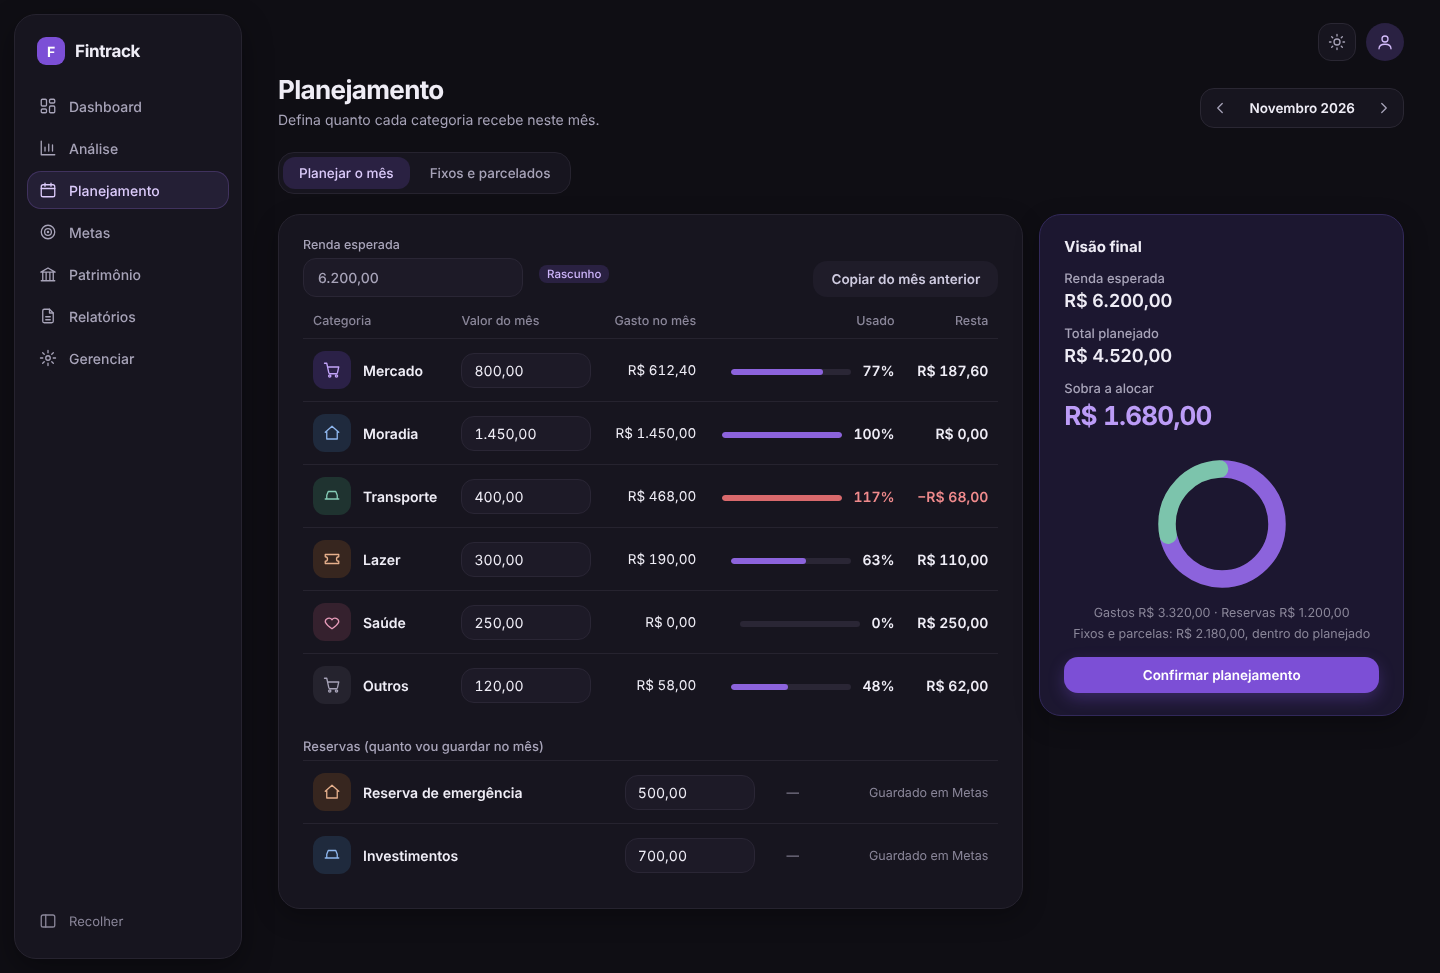 F Fintrack
Dashboard
Análise
Planejamento
Metas
Patrimônio
Relatórios
Gerenciar
Recolher
Planejamento
Defina quanto cada categoria recebe neste mês.
Novembro 2026
Planejar o mês Fixos e parcelados
Renda esperada
6.200,00 Rascunho Copiar do mês anterior
Categoria Valor do mês Gasto no mês Usado Resta
Mercado 800,00 R$ 612,40 77% R$ 187,60
Moradia 1.450,00 R$ 1.450,00 100% R$ 0,00
Transporte 400,00 R$ 468,00 117% −R$ 68,00
Lazer 300,00 R$ 190,00 63% R$ 110,00
Saúde 250,00 R$ 0,00 0% R$ 250,00
Outros 120,00 R$ 58,00 48% R$ 62,00
Reservas (quanto vou guardar no mês)
Reserva de emergência 500,00 — Guardado em Metas
Investimentos 700,00 — Guardado em Metas
Visão final
Renda esperada
R$ 6.200,00
Total planejado
R$ 4.520,00
Sobra a alocar
R$ 1.680,00
Gastos R$ 3.320,00 · Reservas R$ 1.200,00
Fixos e parcelas: R$ 2.180,00, dentro do planejado
Confirmar planejamento